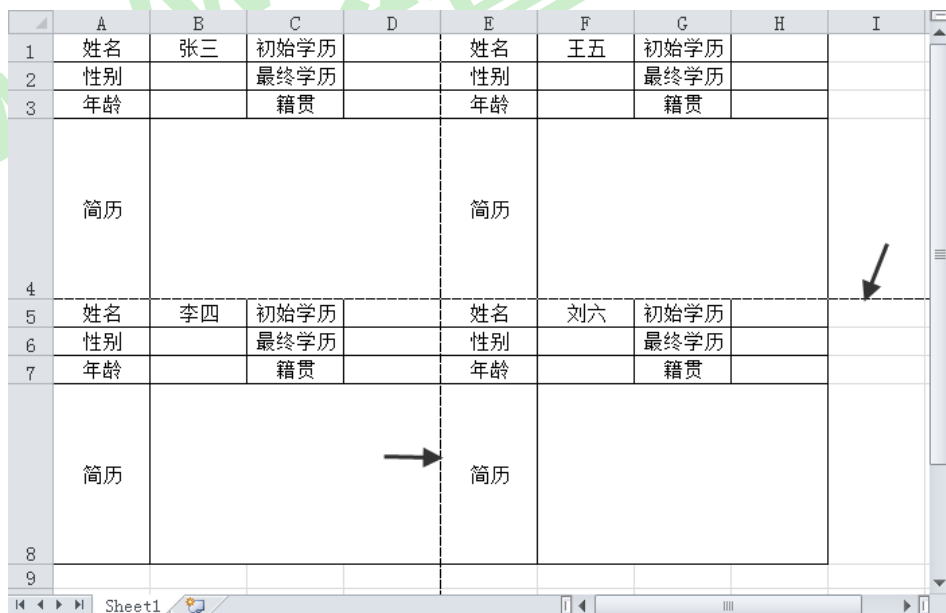 A B C D E F G H I
1 姓名 张三 初始学历 姓名 王五 初始学历
2 性别 最终学历 性别 最终学历
3 年龄 籍贯 年龄 籍贯
简历 简历
4
5 姓名 李四 初始学历 姓名 刘六 初始学历
6 性别 最终学历 性别 最终学历
7 年龄 籍贯 年龄 籍贯
简历 简历
8
9
Sheet1